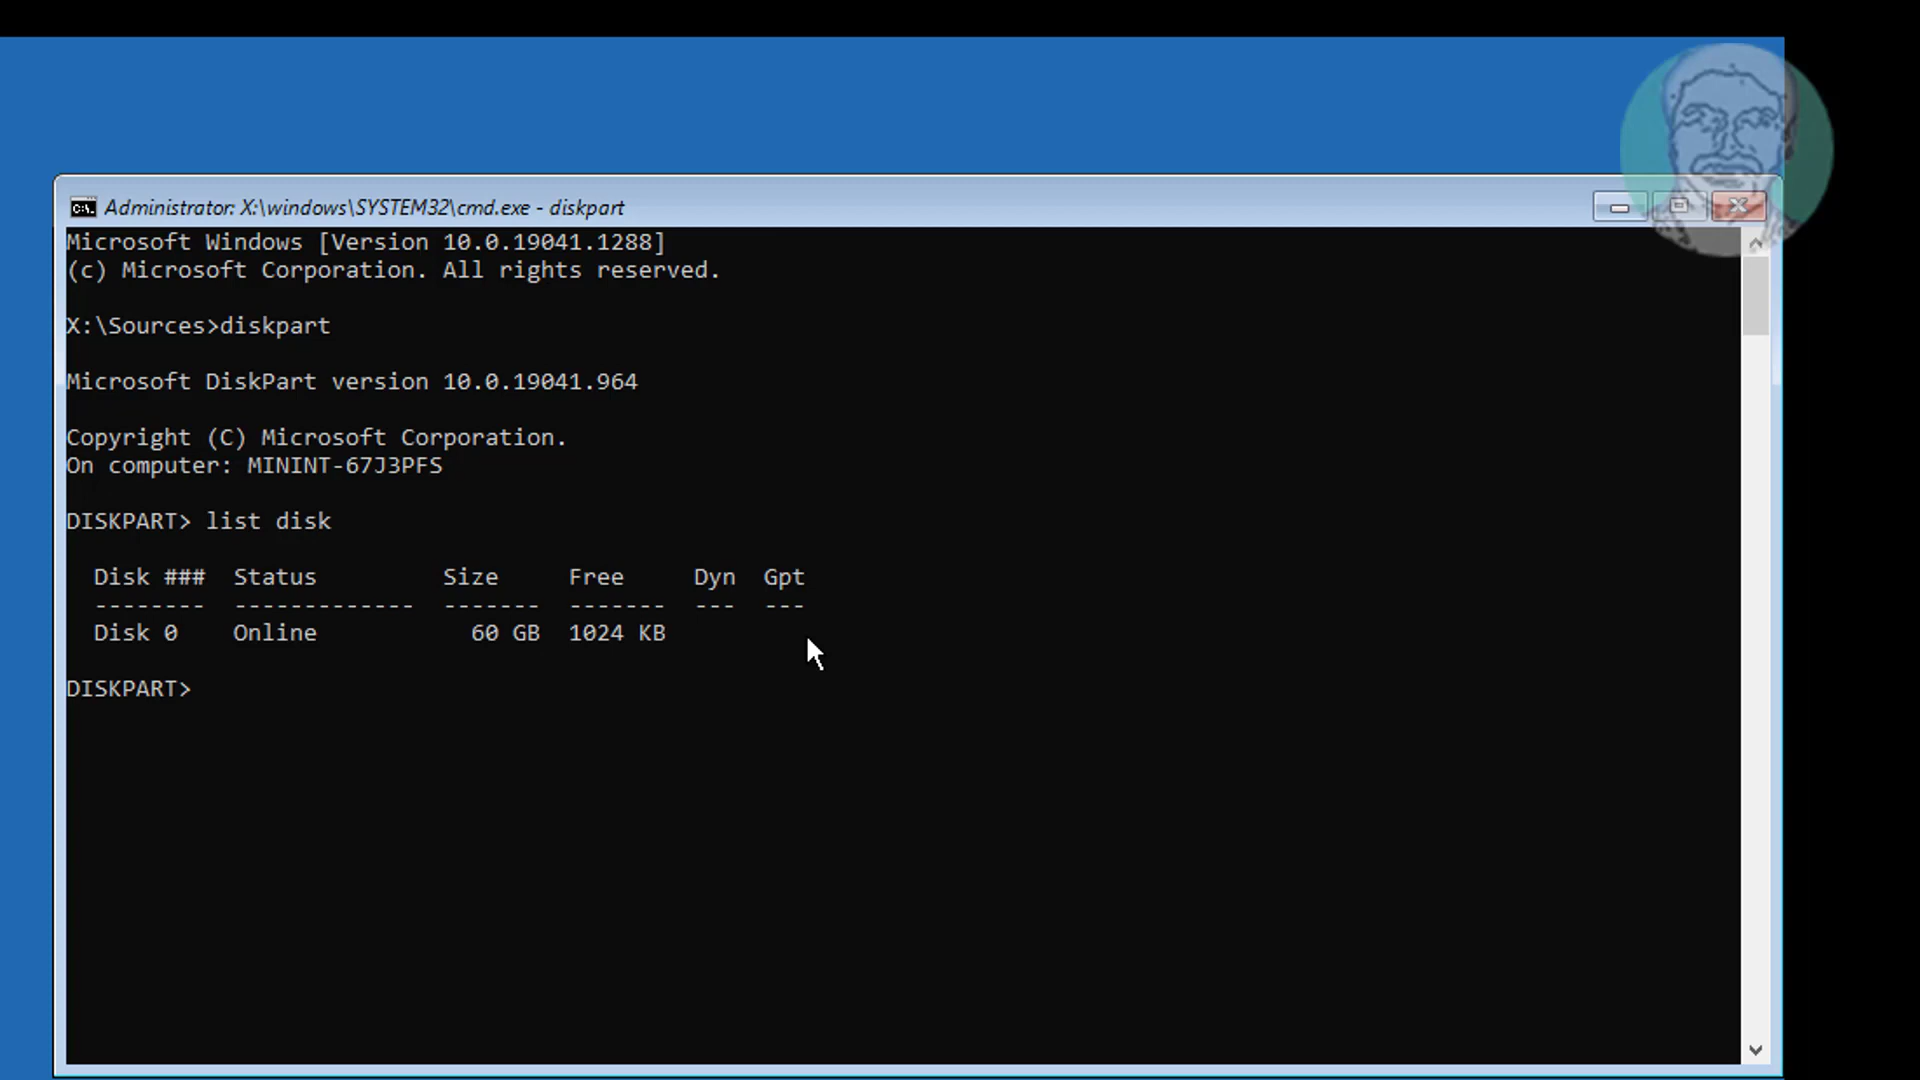 Administrator: X:\windows\SYSTEM32\cmd.exe - diskpart
Microsoft Windows [Version 10.0.19041.1288]
(c) Microsoft Corporation. All rights reserved.
X:\Sources>diskpart
Microsoft DiskPart version 10.0.19041.964
Copyright (C) Microsoft Corporation.
On computer: MININT-67J3PFS
DISKPART> list disk
Disk ###  Status         Size     Free     Dyn  Gpt
--------  -------------  -------  -------  ---  ---
Disk 0    Online           60 GB  1024 KB
DISKPART>